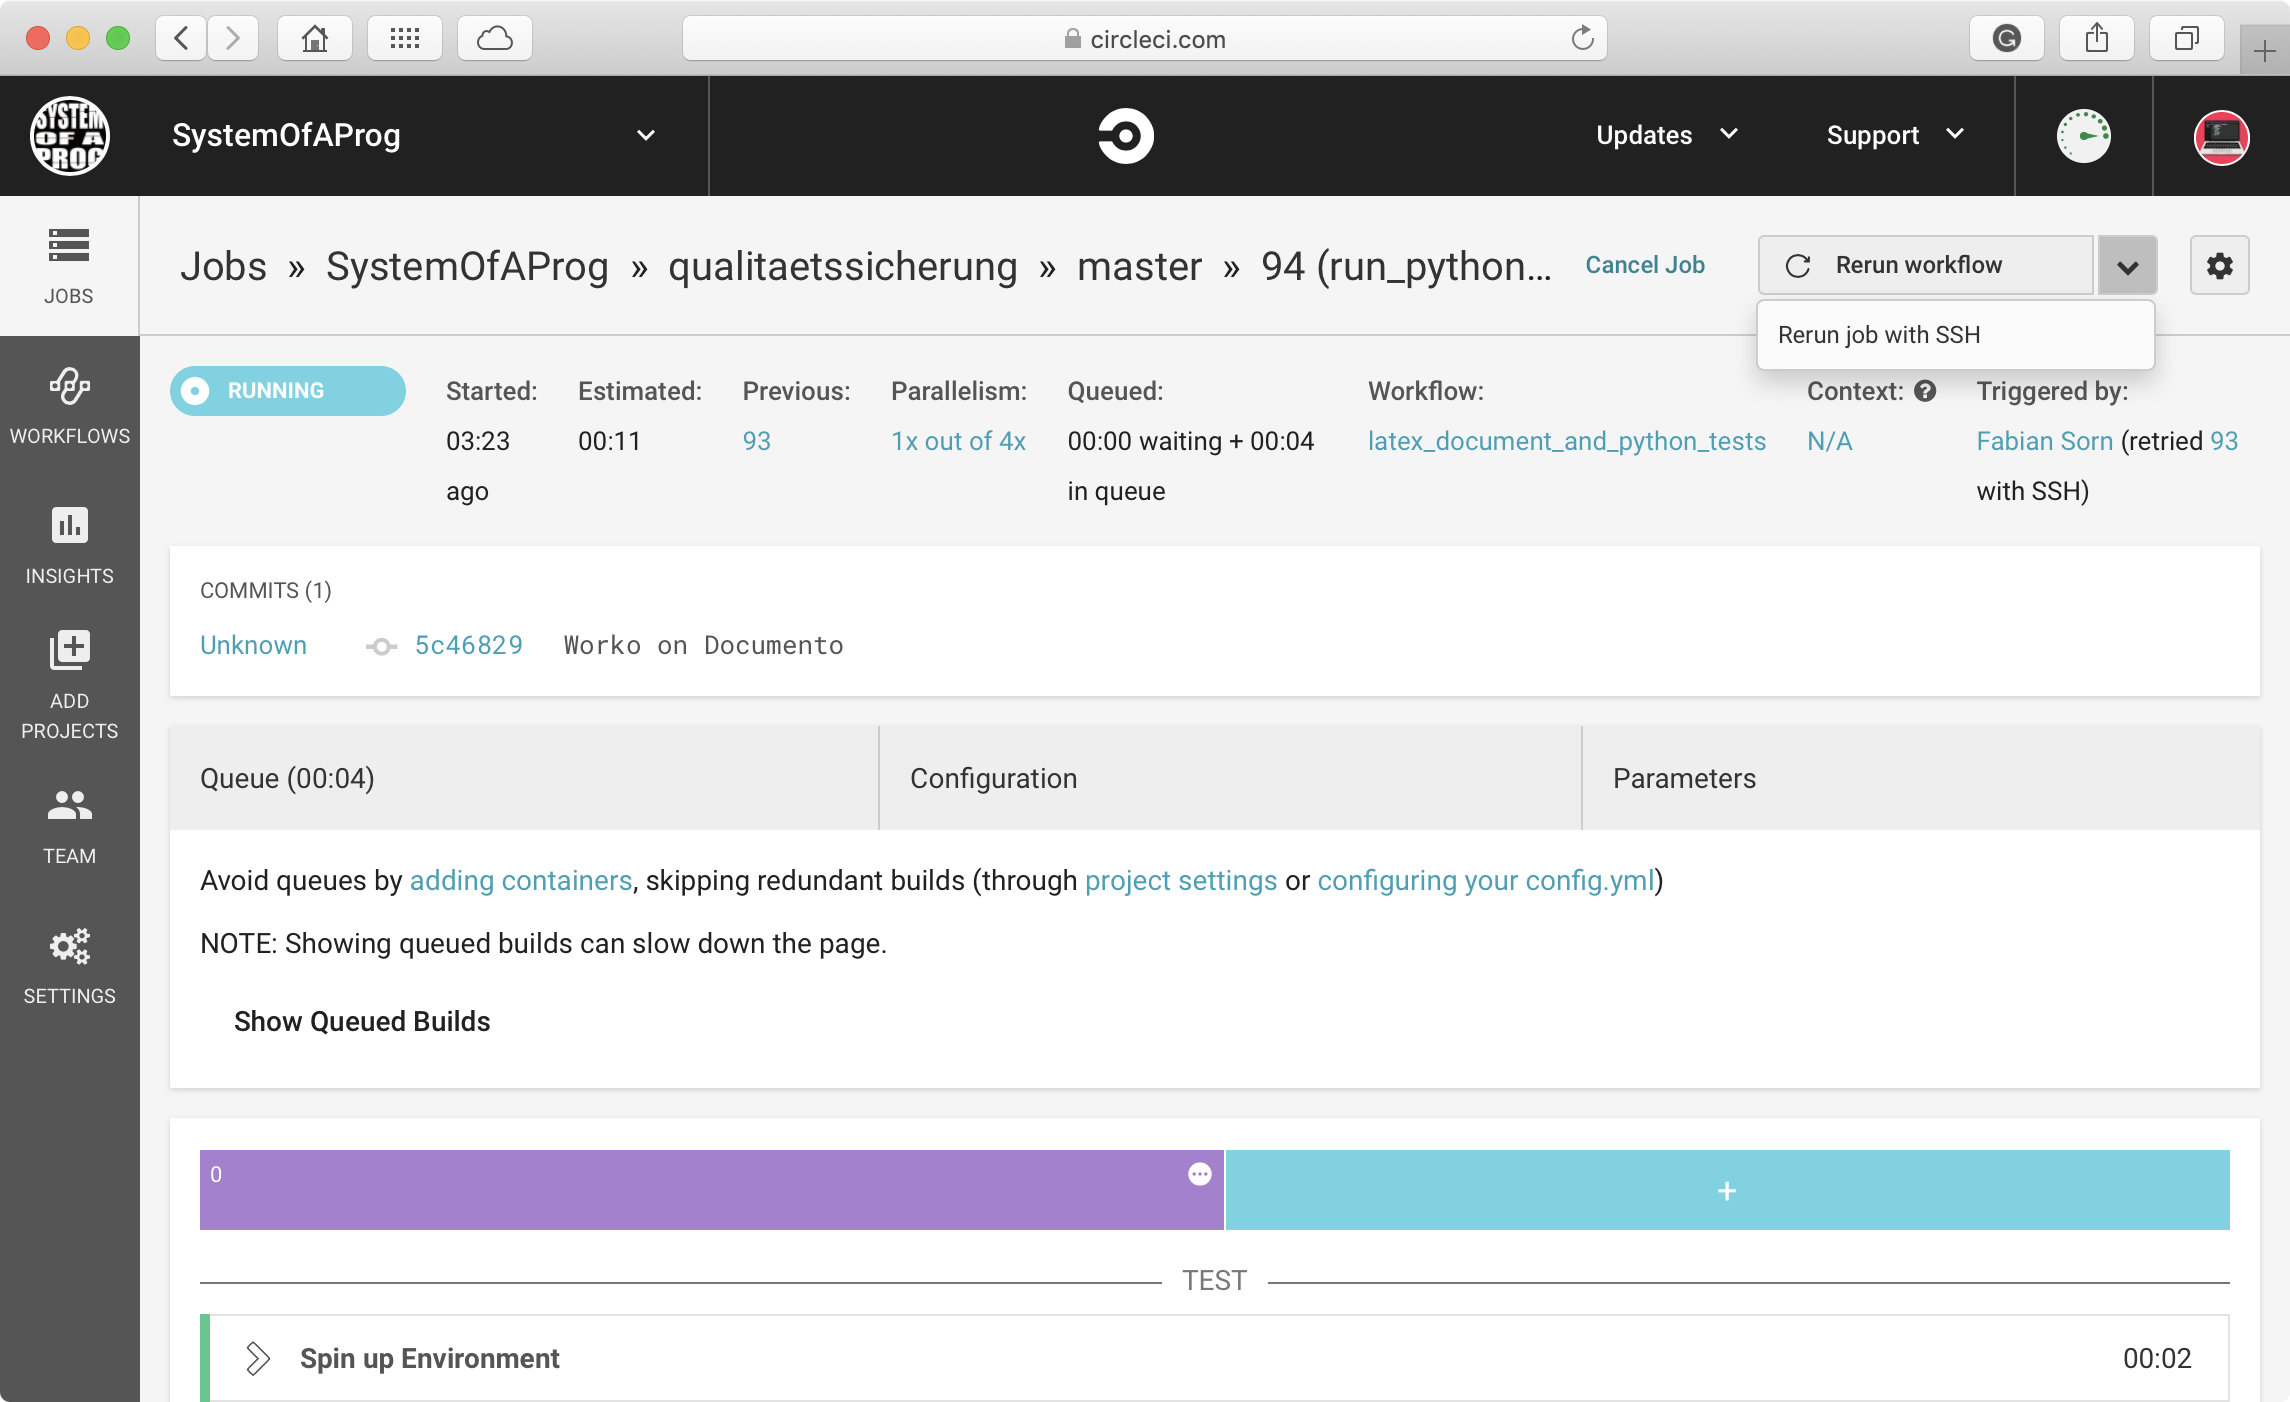 circleci.com
SYSTEM OF A PROG
SystemOfAProg
Updates
Support
JOBS
WORKFLOWS
INSIGHTS
ADD PROJECTS
TEAM
SETTINGS
Jobs » SystemOfAProg » qualitaetssicherung » master » 94 (run_python...
Cancel Job
Rerun workflow
Rerun job with SSH
RUNNING
Started:
03:23 ago
Estimated:
00:11
Previous:
93
Parallelism:
1x out of 4x
Queued:
00:00 waiting + 00:04 in queue
Workflow:
latex_document_and_python_tests
Context: ?
N/A
Triggered by:
Fabian Sorn (retried 93 with SSH)
COMMITS (1)
Unknown 5c46829 Worko on Documento
Queue (00:04)
Configuration
Parameters
Avoid queues by adding containers, skipping redundant builds (through project settings or configuring your config.yml)
NOTE: Showing queued builds can slow down the page.
Show Queued Builds
0
+
TEST
Spin up Environment 00:02